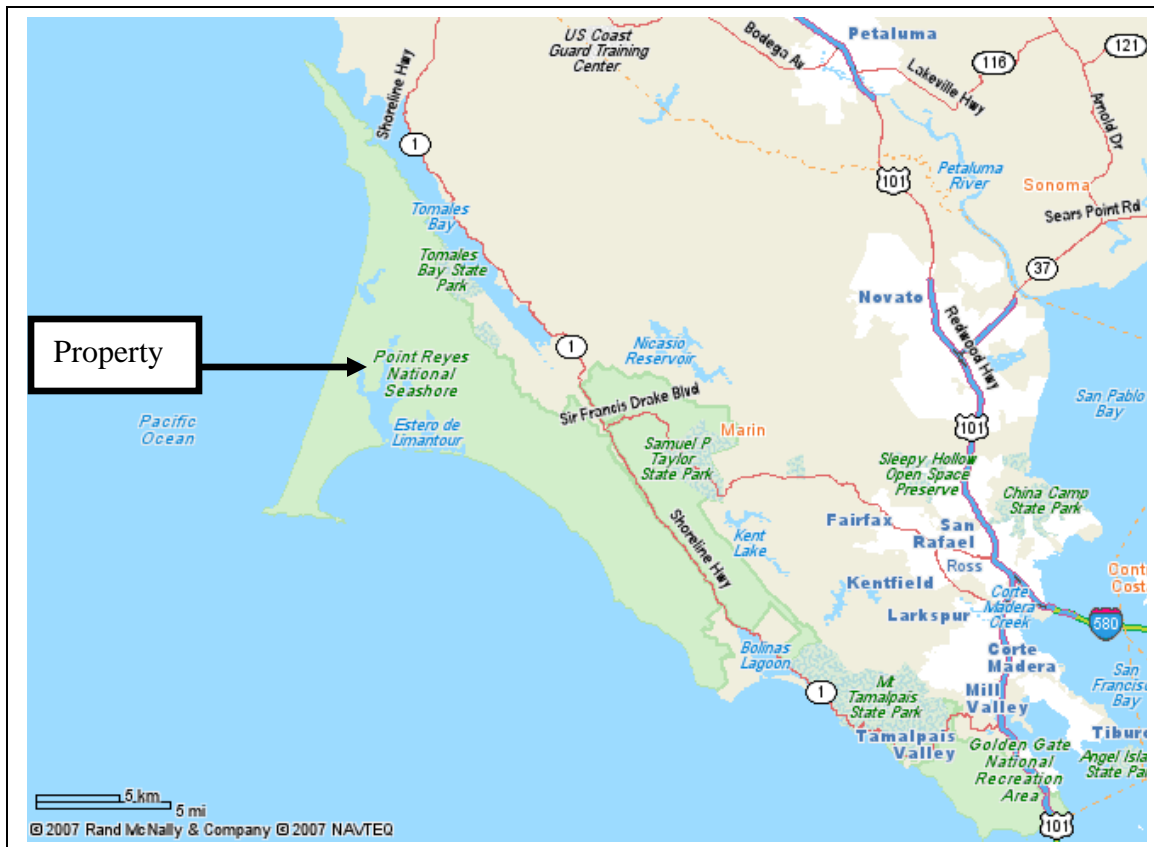 US Coast
Guard Training
Center
Bodega Av
Petaluma
116
121
Lakeville Hwy
Arnold Dr
Shoreline Hwy
1
101
Petaluma
River
Sonoma
Sears Point Rd
37
Tomales
Bay
Tomales
Bay State
Park
Novato
Redwood Hwy
Property
1
Nicasio
Reservoir
Point Reyes
National
Seashore
San Pablo
Bay
Pacific
Ocean
Estero de
Limantour
Sir Francis Drake Blvd
Marin
101
Samuel P
Taylor
State Park
Sleepy Hollow
Open Space
Preserve
China Camp
State Park
Shoreline Hwy
Kent
Lake
Fairfax
San
Rafael
Ross
Kentfield
Larkspur
Corte
Madera
Creek
Cont
Cost
580
Bolinas
Lagoon
Corte
Madera
1
Mt
Tamalpais
State Park
Mill
Valley
San
Francisc
Bay
Tamalpais
Valley
Tiburo
Golden Gate
National
Recreation
Area
Angel Isla
State Par
101
5 km
5 mi
© 2007 Rand McNally & Company © 2007 NAVTEQ